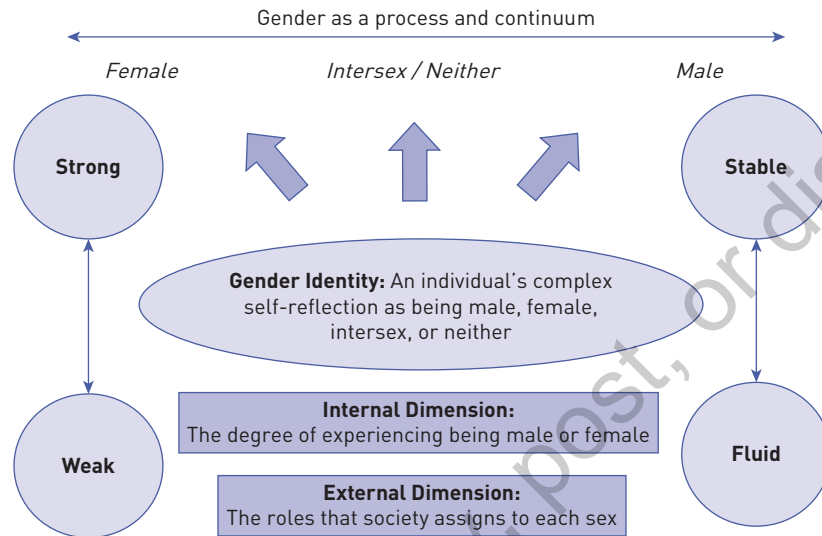 Gender as a process and continuum
Female
Intersex / Neither
Male
Strong
Stable
Gender Identity: An individual's complex
self-reflection as being male, female,
intersex, or neither
Internal Dimension:
The degree of experiencing being male or female
Weak
Fluid
External Dimension:
The roles that society assigns to each sex
post, or